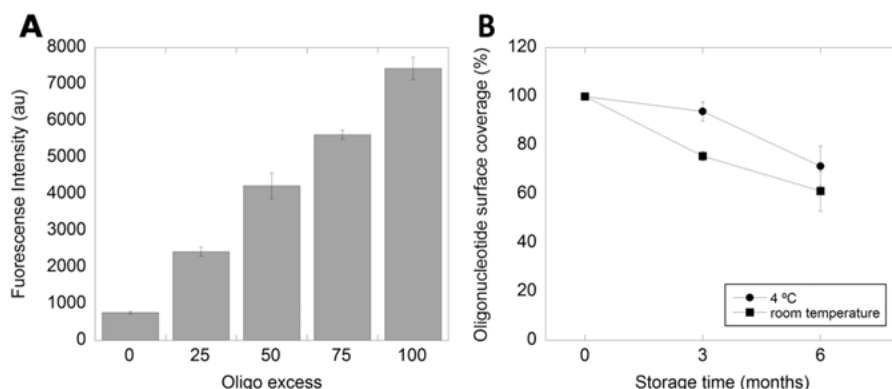 A
8000
7000
6000
5000
4000
3000
2000
1000
0
Fuorescense Intensity (au)
0 25 50 75 100
Oligo excess
B
120
100
80
60
40
20
0
Oligonucleotide surface coverage (%)
4 ºC
room temperature
0 3 6
Storage time (months)